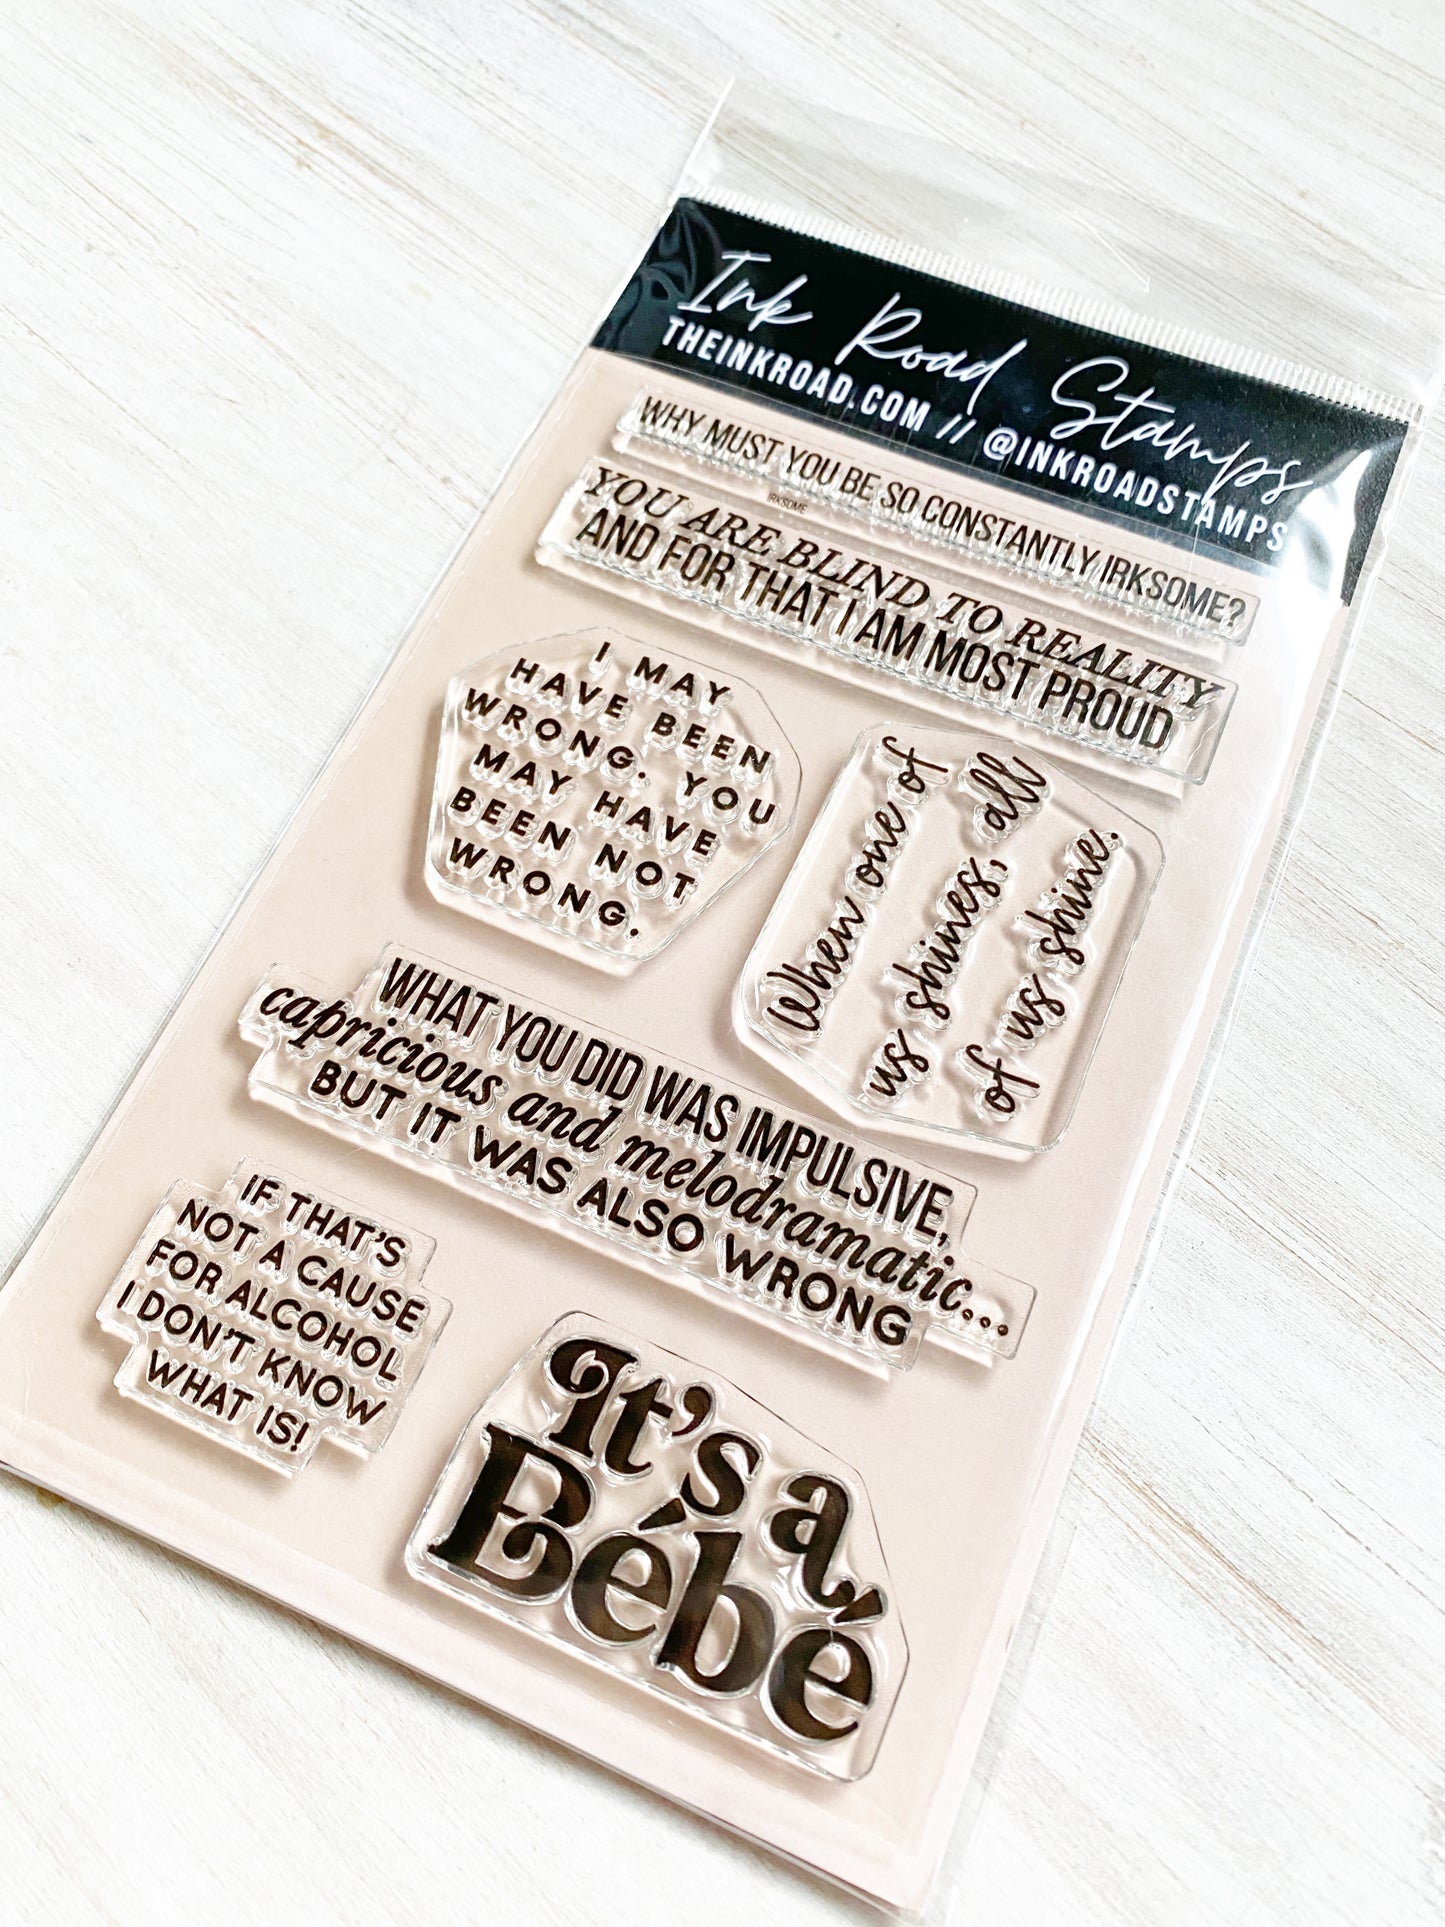 Ink Road Stamps
THEINKROAD.COM // @INKROADSTAMPS
WHY MUST YOU BE SO CONSTANTLY IRKSOME?
IRKSOME
YOU ARE BLIND TO REALITY
AND FOR THAT I AM MOST PROUD
I MAY
HAVE BEEN
WRONG. YOU
MAY HAVE
BEEN NOT
WRONG.
When one of
us shines, all
of us shine.
WHAT YOU DID WAS IMPULSIVE,
capricious and melodramatic...
BUT IT WAS ALSO WRONG
IF THAT'S
NOT A CAUSE
FOR ALCOHOL
I DON'T KNOW
WHAT IS!
It's a
Bébé